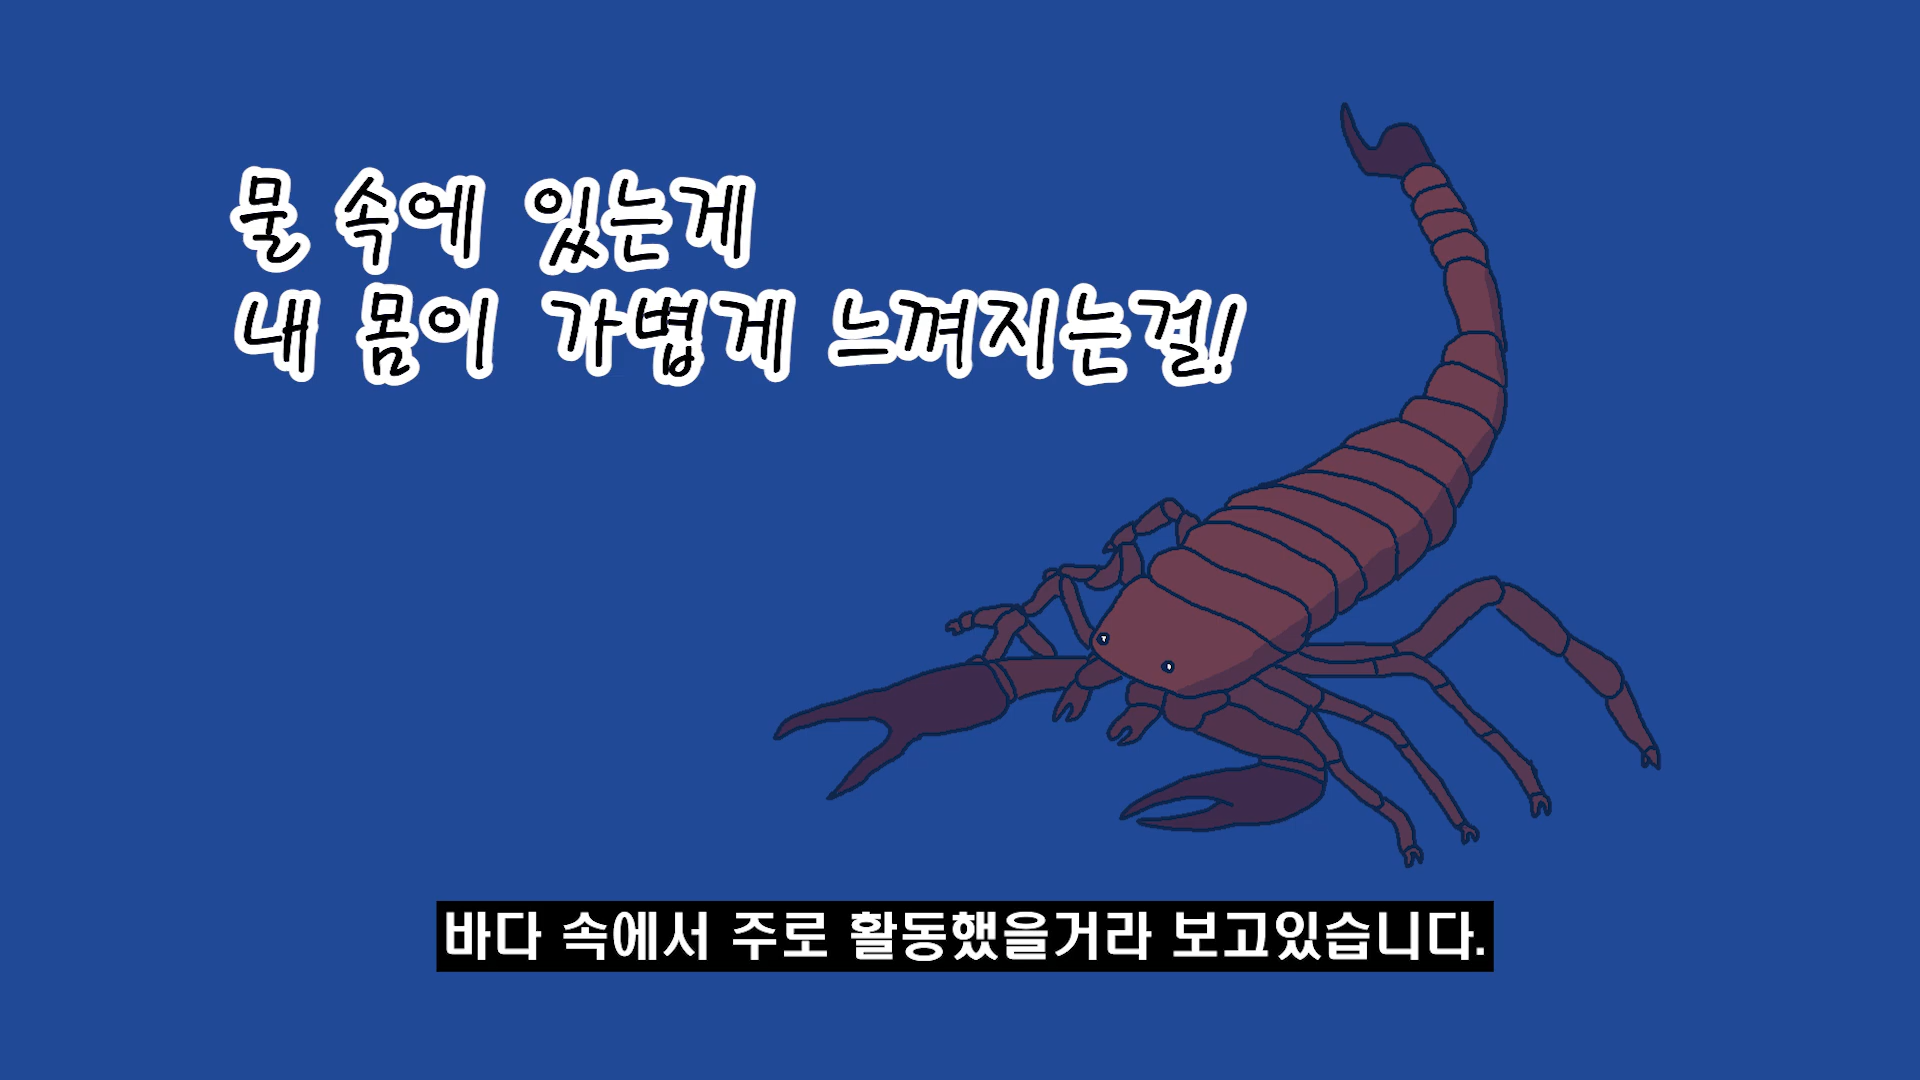 물 속에 있는게
내 몸이 가볍게 느껴지는걸!
바다 속에서 주로 활동했을거라 보고있습니다.